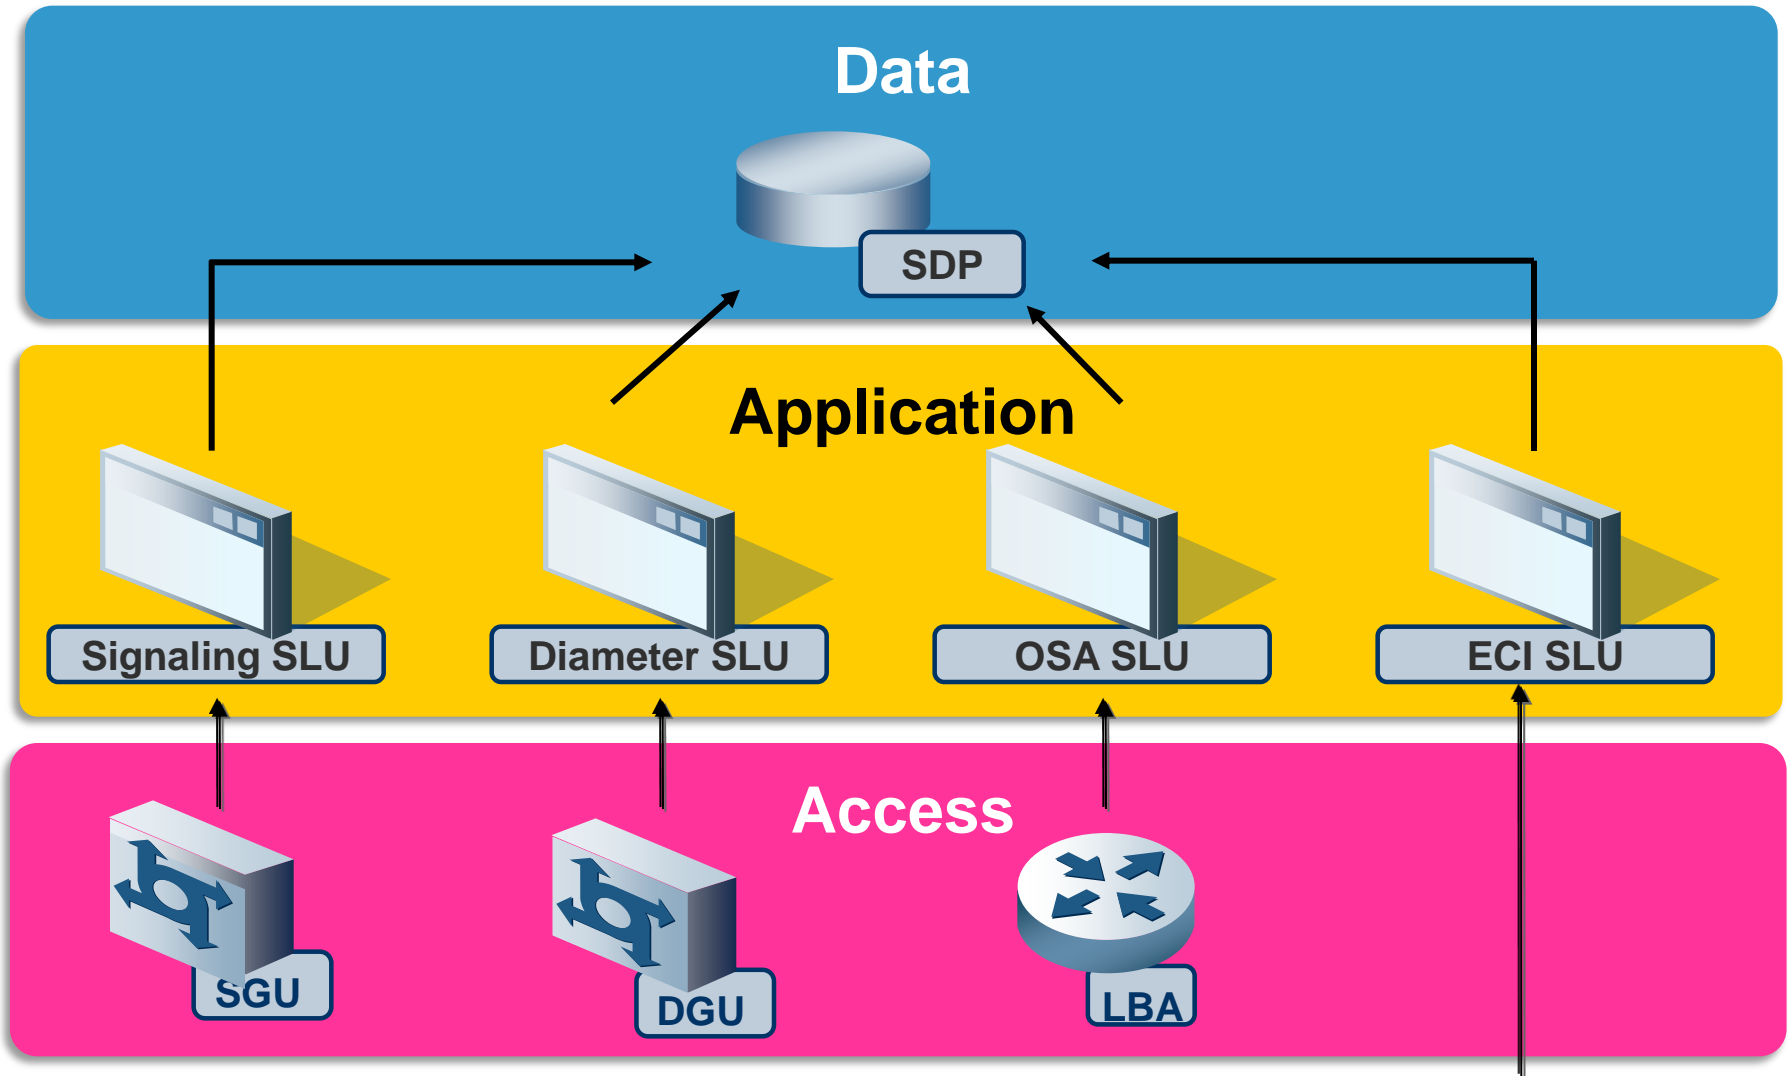 Data
SDP
Application
Signaling SLU
Diameter SLU
OSA SLU
ECI SLU
Access
SGU
DGU
LBA